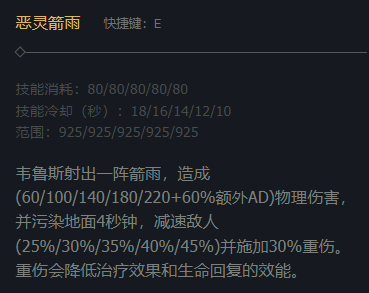 恶灵箭雨 快捷键：E
技能消耗：80/80/80/80/80
技能冷却（秒）：18/16/14/12/10
范围：925/925/925/925/925
韦鲁斯射出一阵箭雨，造成
(60/100/140/180/220+60%额外AD)物理伤害，
并污染地面4秒钟，减速敌人
(25%/30%/35%/40%/45%)并施加30%重伤。
重伤会降低治疗效果和生命回复的效能。